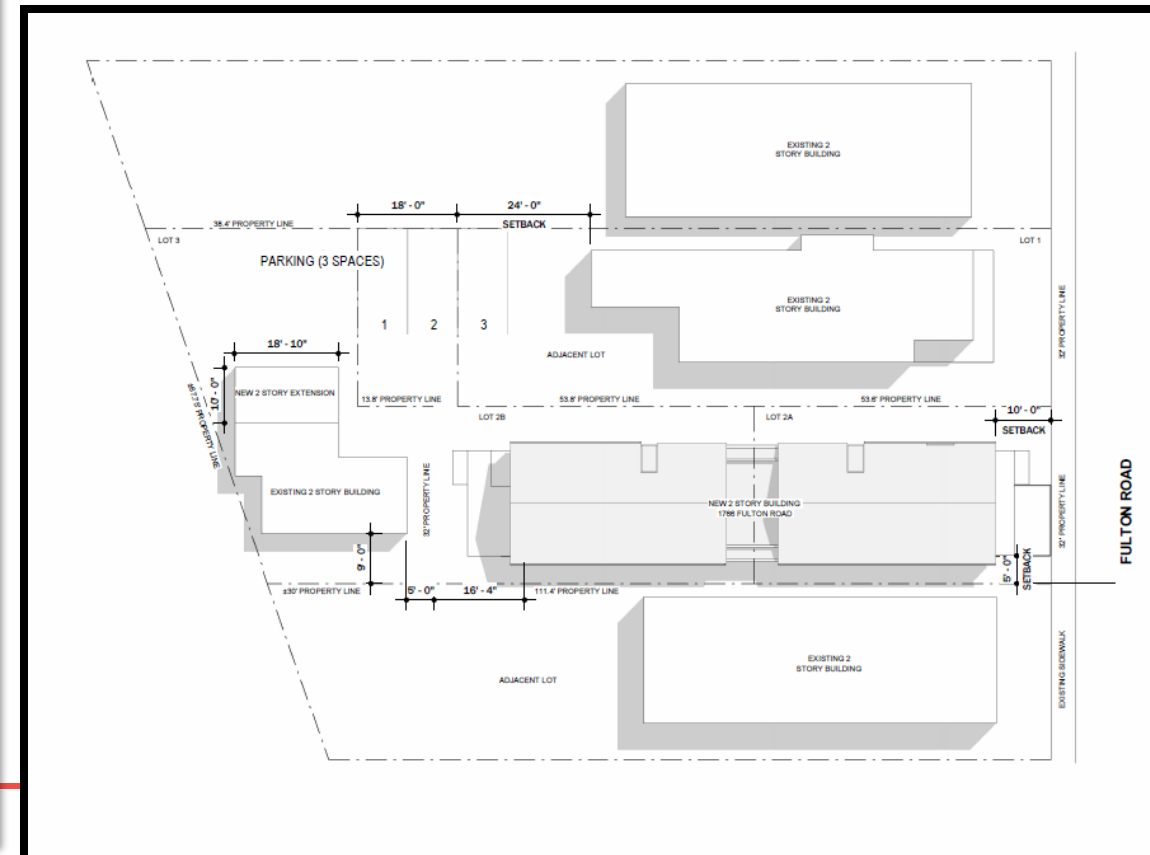 EXISTING 2
STORY BUILDING
18' - 0"
24' - 0"
SETBACK
38.4' PROPERTY LINE
LOT 3
LOT 1
PARKING (3 SPACES)
EXISTING 2
STORY BUILDING
32' PROPERTY LINE
1
2
3
18' - 10"
ADJACENT LOT
10' - 0"
NEW 2 STORY EXTENSION
13.8' PROPERTY LINE
53.8' PROPERTY LINE
53.6' PROPERTY LINE
10' - 0"
SETBACK
LOT 2B
LOT 2A
PROPERTY LINE
EXISTING 2 STORY BUILDING
32' PROPERTY LINE
NEW 2 STORY BUILDING
FULTON ROAD
32' PROPERTY LINE
FULTON ROAD
9' - 0"
5' - 0"
SETBACK
±30' PROPERTY LINE
5' - 0"
16' - 4"
111.4' PROPERTY LINE
EXISTING 2
STORY BUILDING
ADJACENT LOT
EXISTING SIDEWALK